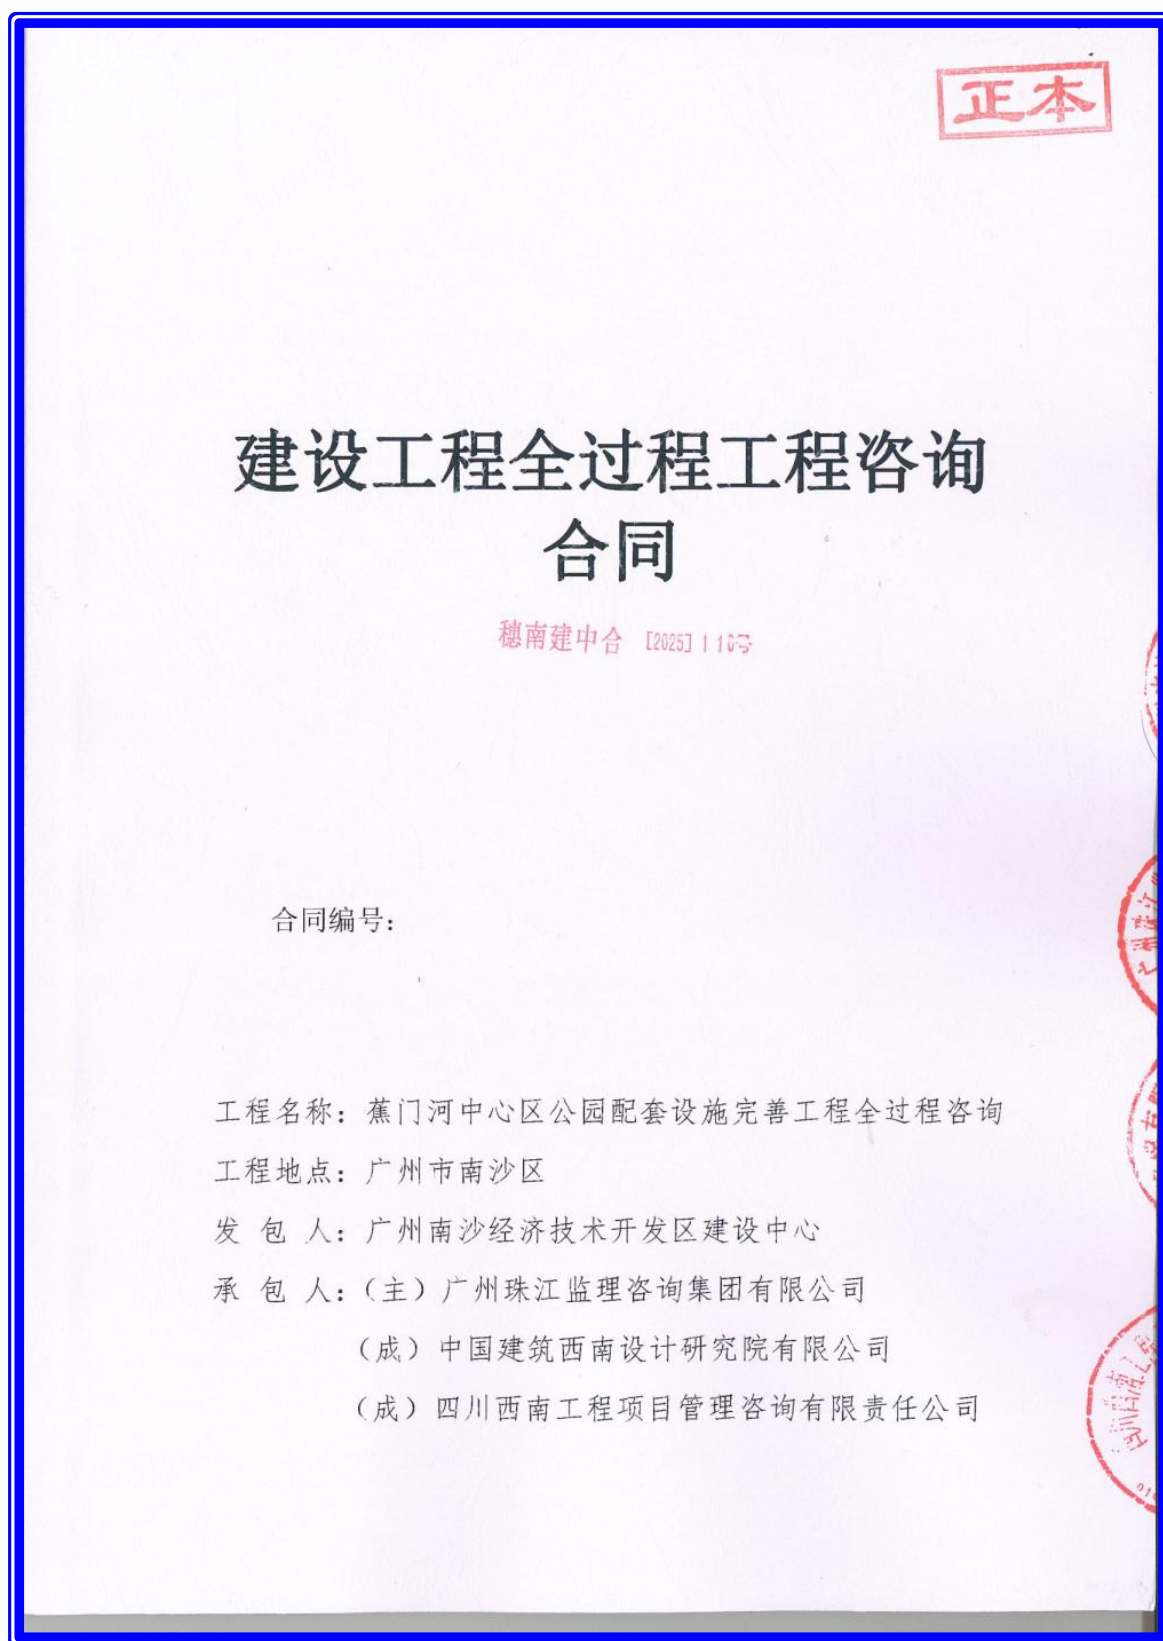 正本
建设工程全过程工程咨询
合同
穗南建中合 [2025]110号
合同编号:
工程名称: 蕉门河中心区公园配套设施完善工程全过程咨询
工程地点: 广州市南沙区
发 包 人: 广州南沙经济技术开发区建设中心
承 包 人:(主)广州珠江监理咨询集团有限公司
(成)中国建筑西南设计研究院有限公司
(成)四川西南工程项目管理咨询有限责任公司